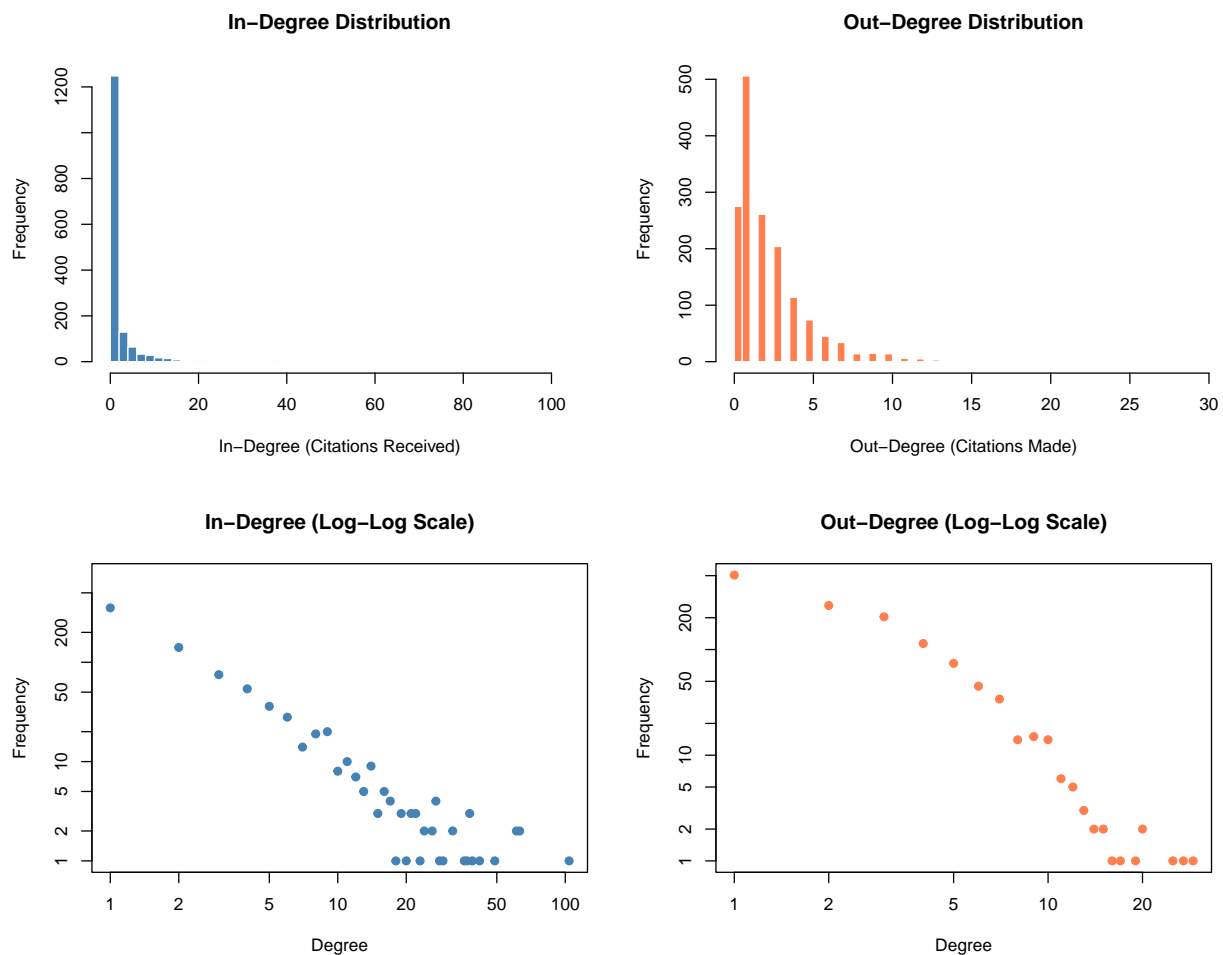 In−Degree Distribution
Frequency
0 200 400 600 800 1200
0 20 40 60 80 100
In−Degree (Citations Received)
Out−Degree Distribution
Frequency
0 100 200 300 400 500
0 5 10 15 20 25 30
Out−Degree (Citations Made)
In−Degree (Log−Log Scale)
Frequency
1 2 5 10 50 200
1 2 5 10 20 50 100
Degree
Out−Degree (Log−Log Scale)
Frequency
1 2 5 10 50 200
1 2 5 10 20
Degree